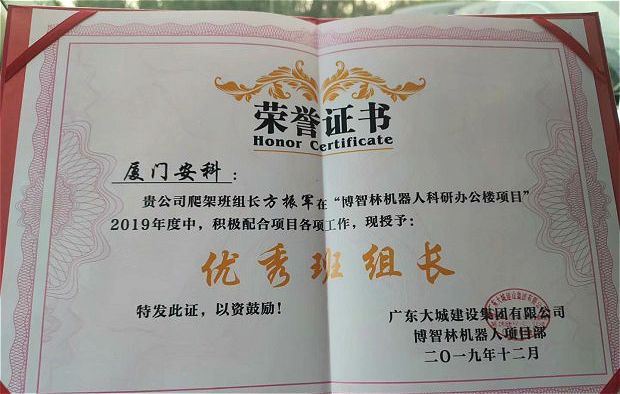 荣誉证书
Honor Certificate
厦门安科：
贵公司爬架班组长方振军在“博智林机器人科研办公楼项目”
2019年度中，积极配合项目各项工作，现授予：
优秀班组长
特发此证，以资鼓励！
广东大城建设集团有限公司
博智林机器人项目部
二〇一九年十二月